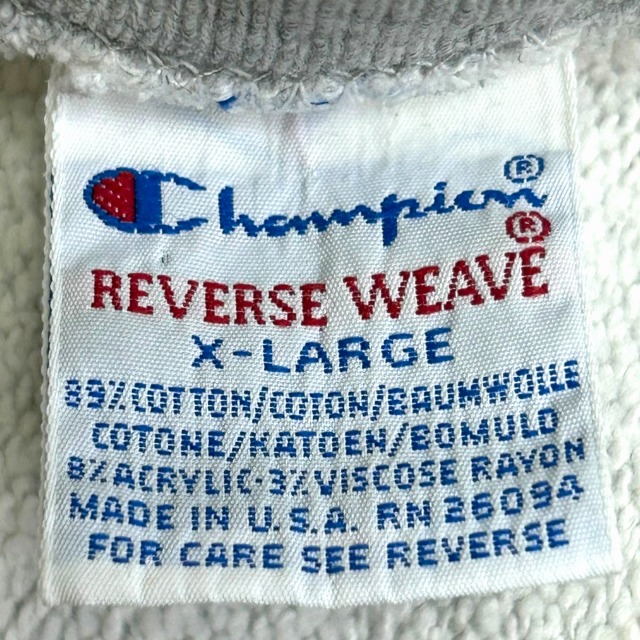 Champion®
REVERSE WEAVE®
X-LARGE
89%COTTON/COTON/BAUMWOLLE
COTONE/KATOEN/BOMULD
8%ACRYLIC·3%VISCOSE RAYON
MADE IN U.S.A. RN 26094
FOR CARE SEE REVERSE